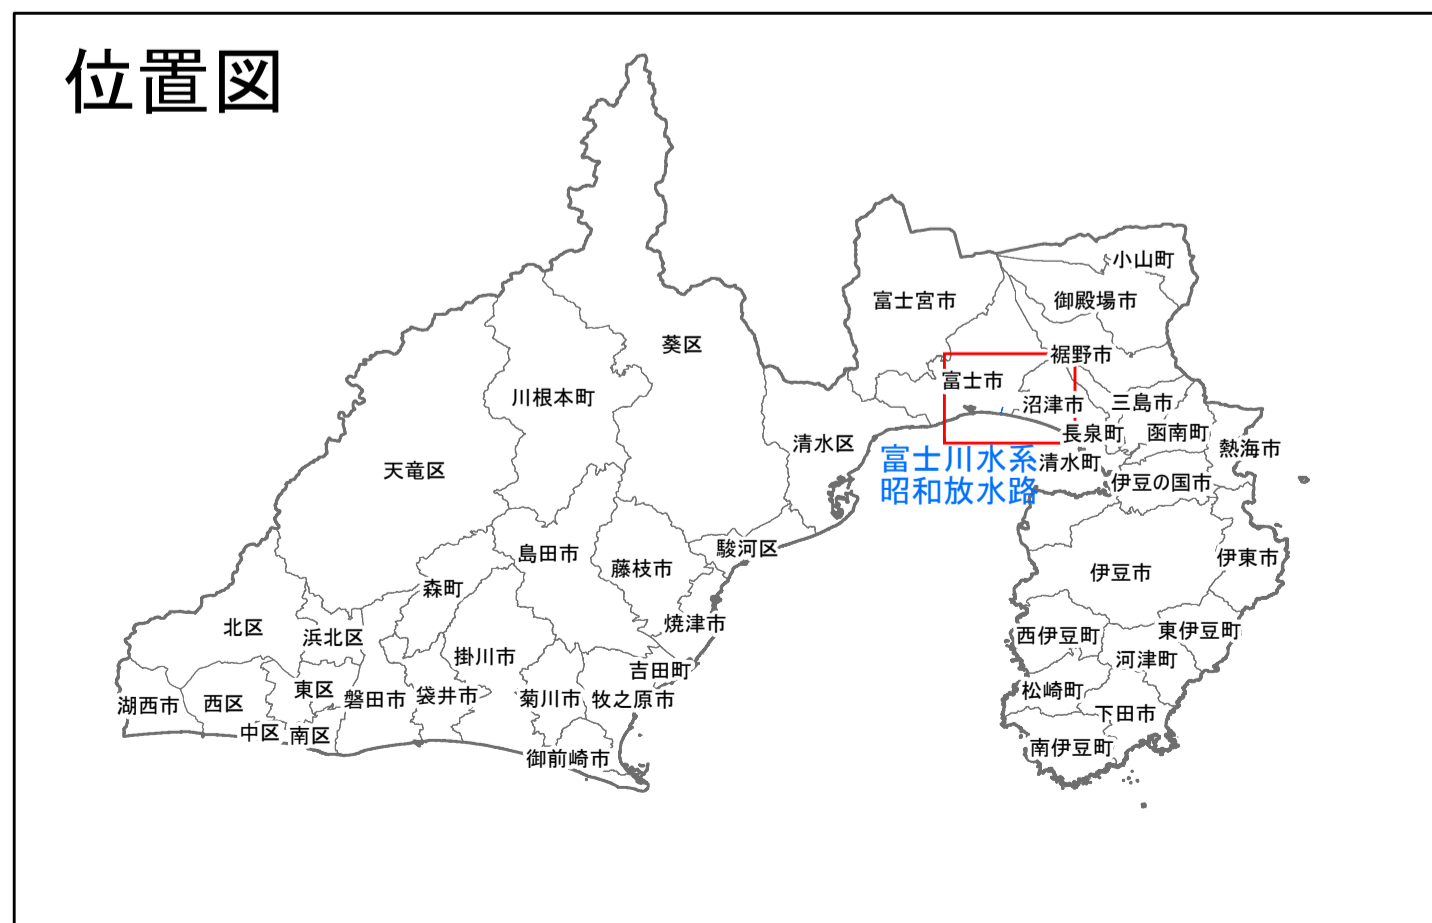 位置図
小山町
富士宮市
御殿場市
葵区
裾野市
富士市
川根本町
沼津市
三島市
長泉町
函南町
清水区
熱海市
富士川水系
昭和放水路
清水町
天竜区
伊豆の国市
駿河区
島田市
伊東市
藤枝市
伊豆市
森町
焼津市
北区
浜北区
西伊豆町
東伊豆町
掛川市
河津町
吉田町
東区
松崎町
湖西市
西区
磐田市
袋井市
菊川市
牧之原市
下田市
中区
南区
南伊豆町
御前崎市